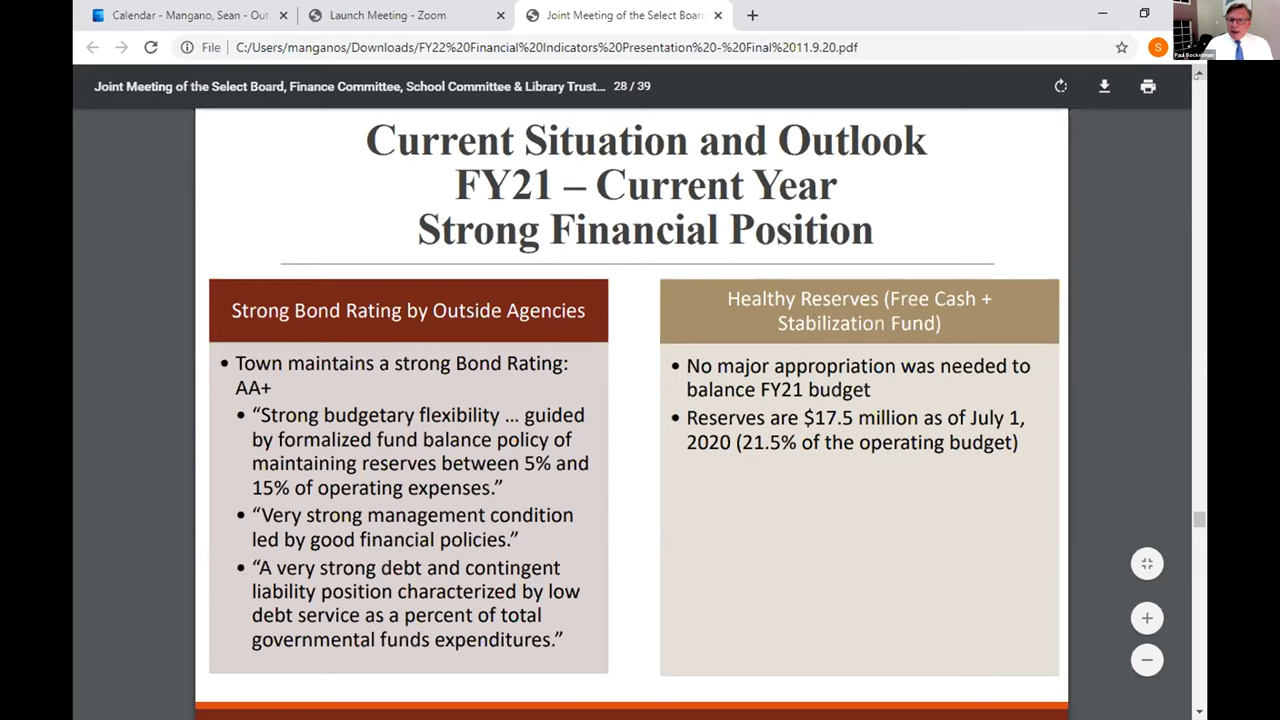 Calendar - Mangano, Sean - Out
Launch Meeting - Zoom
Joint Meeting of the Select Board
File
C:/Users/manganos/Downloads/FY22%20Financial%20Indicators%20Presentation%20-%20Final%2011.9.20.pdf
S
Paul Bockelman
Joint Meeting of the Select Board, Finance Committee, School Committee & Library Trust...
28 / 39
Current Situation and Outlook
FY21 – Current Year
Strong Financial Position
Strong Bond Rating by Outside Agencies
• Town maintains a strong Bond Rating:
AA+
• “Strong budgetary flexibility ... guided
by formalized fund balance policy of
maintaining reserves between 5% and
15% of operating expenses.”
• “Very strong management condition
led by good financial policies.”
• “A very strong debt and contingent
liability position characterized by low
debt service as a percent of total
governmental funds expenditures.”
Healthy Reserves (Free Cash +
Stabilization Fund)
• No major appropriation was needed to
balance FY21 budget
• Reserves are $17.5 million as of July 1,
2020 (21.5% of the operating budget)